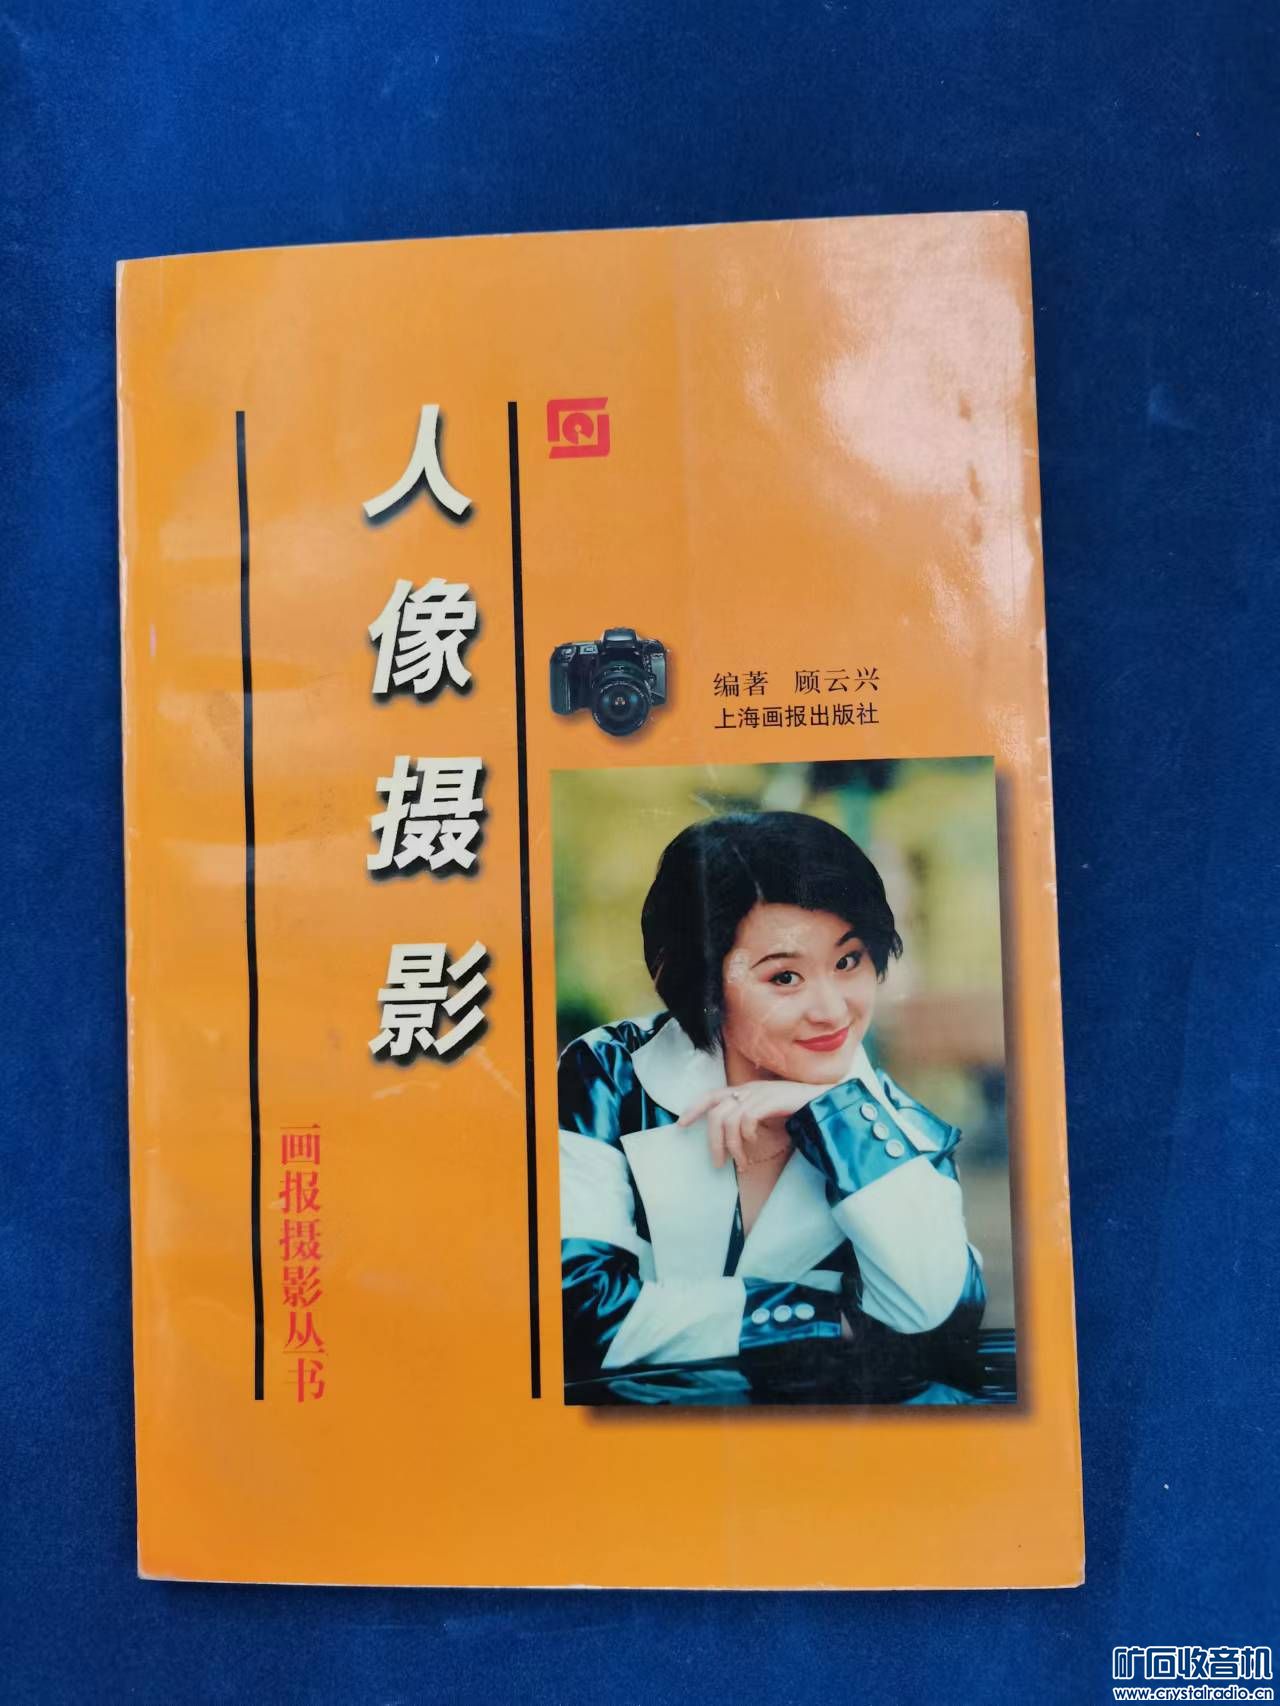 人像摄影
编著 顾云兴
上海画报出版社
画报摄影丛书
矿石收音机
www.crystalradio.cn